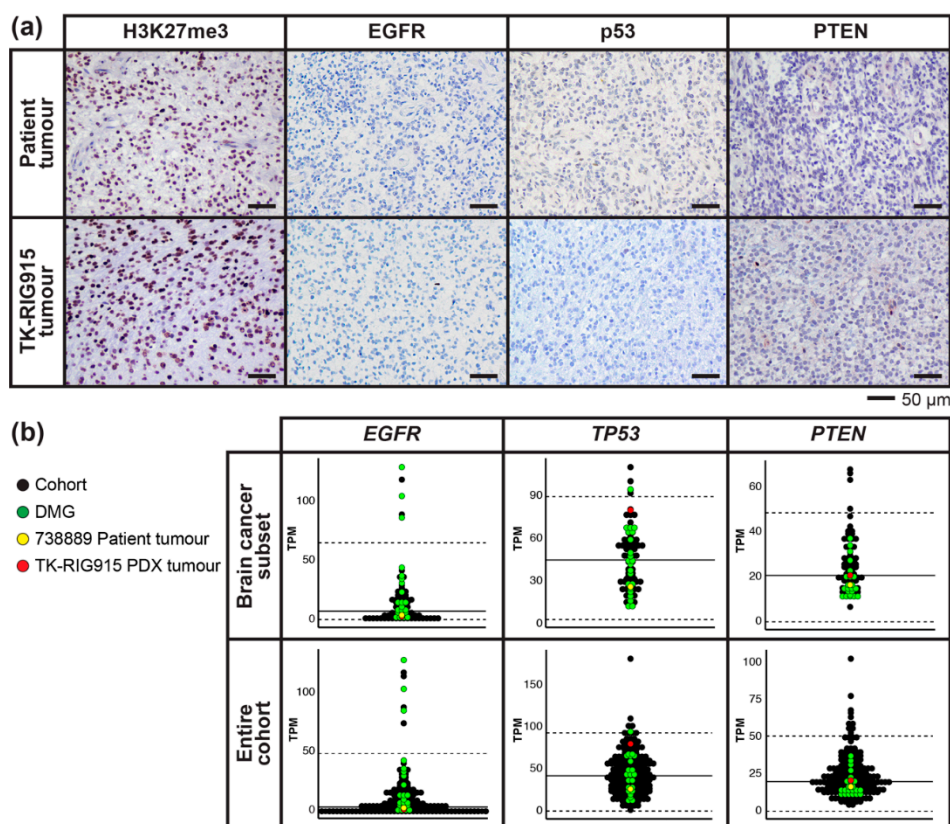 (a)
H3K27me3 EGFR p53 PTEN
Patient
tumour
TK-RIG915
tumour
50 µm
(b)
EGFR TP53 PTEN
Cohort
DMG
738889 Patient tumour
TK-RIG915 PDX tumour
Brain cancer
subset
TPM
100
50
0
TPM
90
60
30
0
TPM
60
40
20
0
Entire
cohort
TPM
100
50
0
TPM
150
100
50
0
TPM
100
75
50
25
0